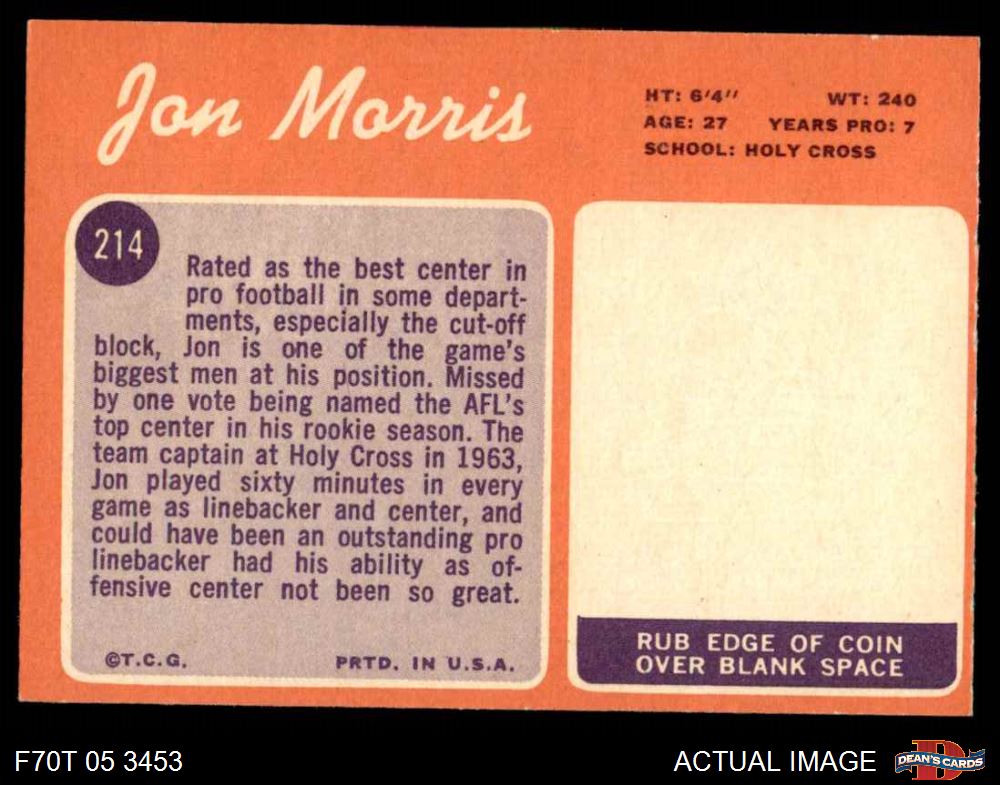 Jon Morris
HT: 6'4'' WT: 240
AGE: 27 YEARS PRO: 7
SCHOOL: HOLY CROSS
214
Rated as the best center in
pro football in some depart-
ments, especially the cut-off
block, Jon is one of the game's
biggest men at his position. Missed
by one vote being named the AFL's
top center in his rookie season. The
team captain at Holy Cross in 1963,
Jon played sixty minutes in every
game as linebacker and center, and
could have been an outstanding pro
linebacker had his ability as of-
fensive center not been so great.
©T.C.G. PRTD. IN U.S.A.
RUB EDGE OF COIN
OVER BLANK SPACE
F70T 05 3453
ACTUAL IMAGE
D
DEAN'S CARDS